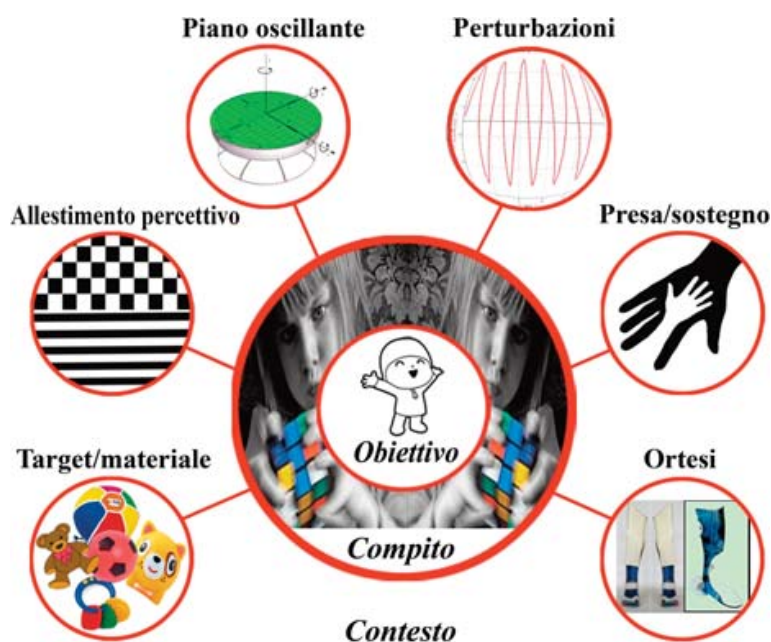 Piano oscillante
Perturbazioni
Allestimento percettivo
Presa/sostegno
Obiettivo
Target/materiale
Ortesi
Compito
Contesto